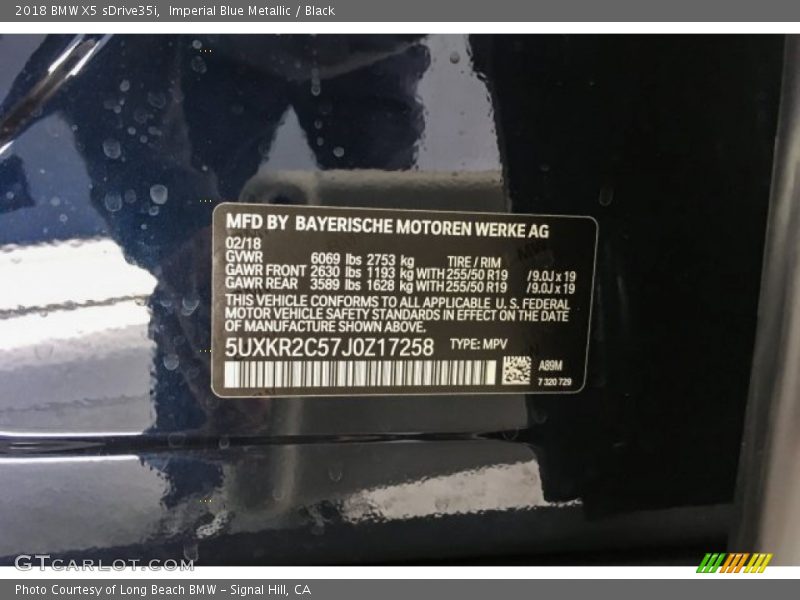 2018 BMW X5 sDrive35i, Imperial Blue Metallic / Black
MFD BY BAYERISCHE MOTOREN WERKE AG
02/18
GVWR 6069 lbs 2753 kg TIRE / RIM
GAWR FRONT 2630 lbs 1193 kg WITH 255/50 R19 /9.0J x 19
GAWR REAR 3589 lbs 1628 kg WITH 255/50 R19 /9.0J x 19
THIS VEHICLE CONFORMS TO ALL APPLICABLE U.S. FEDERAL
MOTOR VEHICLE SAFETY STANDARDS IN EFFECT ON THE DATE
OF MANUFACTURE SHOWN ABOVE.
5UXKR2C57J0Z17258 TYPE: MPV
A89M
7 320 729
GTCARLOT.COM
Photo Courtesy of Long Beach BMW - Signal Hill, CA